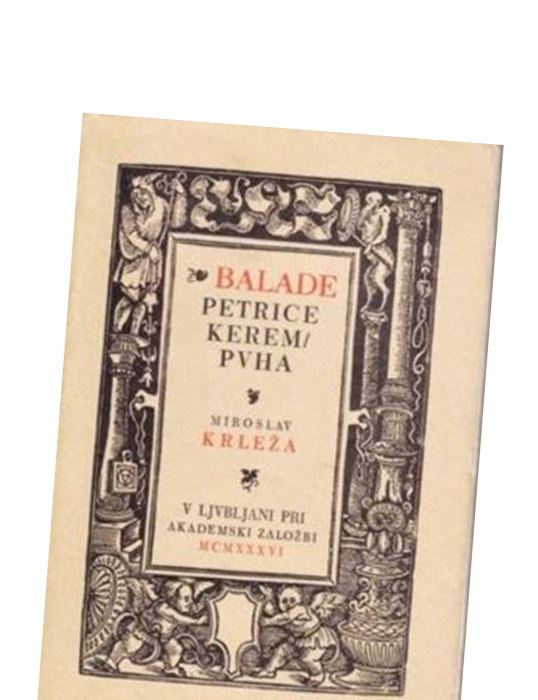 BALADE
PETRICE
KEREM/
PVHA
MIROSLAV
KRLEŽA
V LJVBLJANI PRI
AKADEMSKI ZALOŽBI
MCMXXXVI